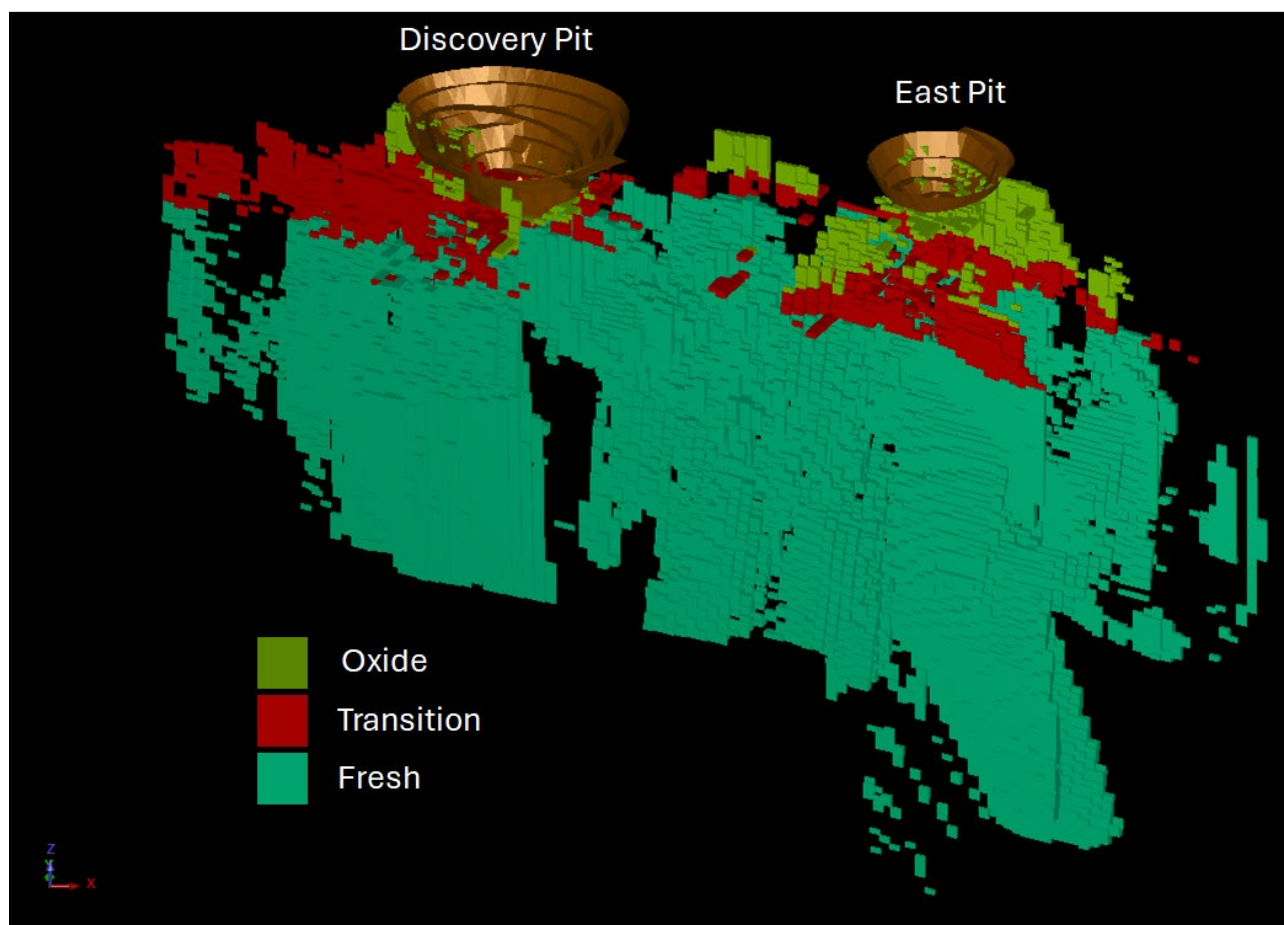 Discovery Pit
East Pit
Oxide
Transition
Fresh
Z
Y
X